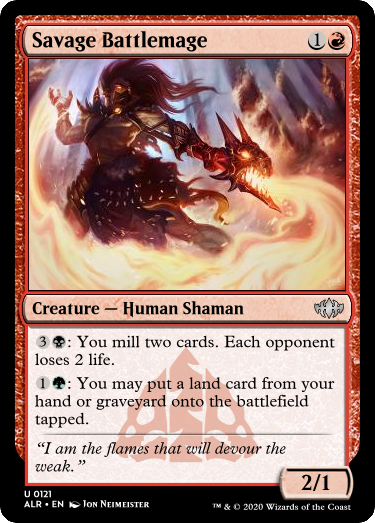 Savage Battlemage 1
Creature — Human Shaman
3: You mill two cards. Each opponent
loses 2 life.
1: You may put a land card from your
hand or graveyard onto the battlefield
tapped.
“I am the flames that will devour the
weak.”
2/1
U 0121
ALR • EN Jon Neimeister
™ & © 2020 Wizards of the Coast